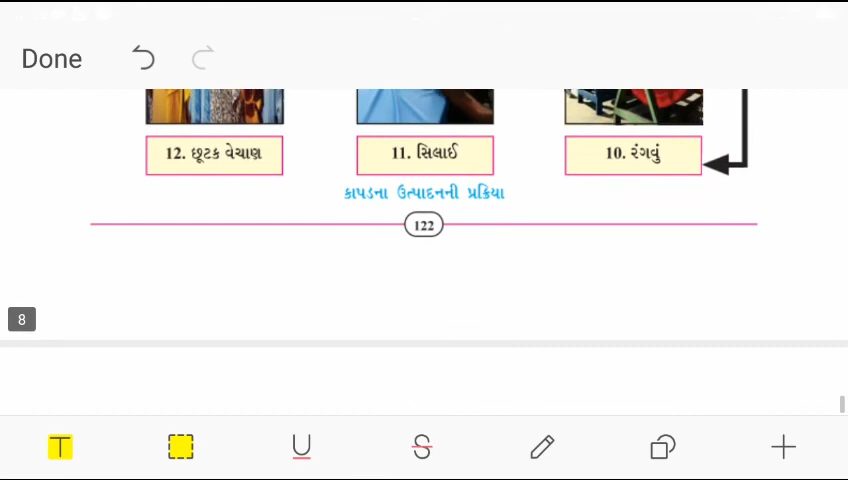 Done
12. છૂટક વેચાણ
11. સિલાઈ
10. રંગવું
કાપડના ઉત્પાદનની પ્રક્રિયા
122
8
T
U
S